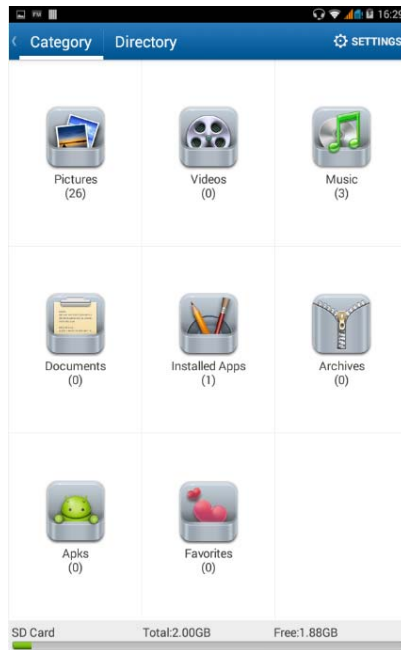 16:29
Category Directory SETTINGS
Pictures
(26)
Videos
(0)
Music
(3)
Documents
(0)
Installed Apps
(1)
Archives
(0)
Apks
(0)
Favorites
(0)
SD Card Total:2.00GB Free:1.88GB